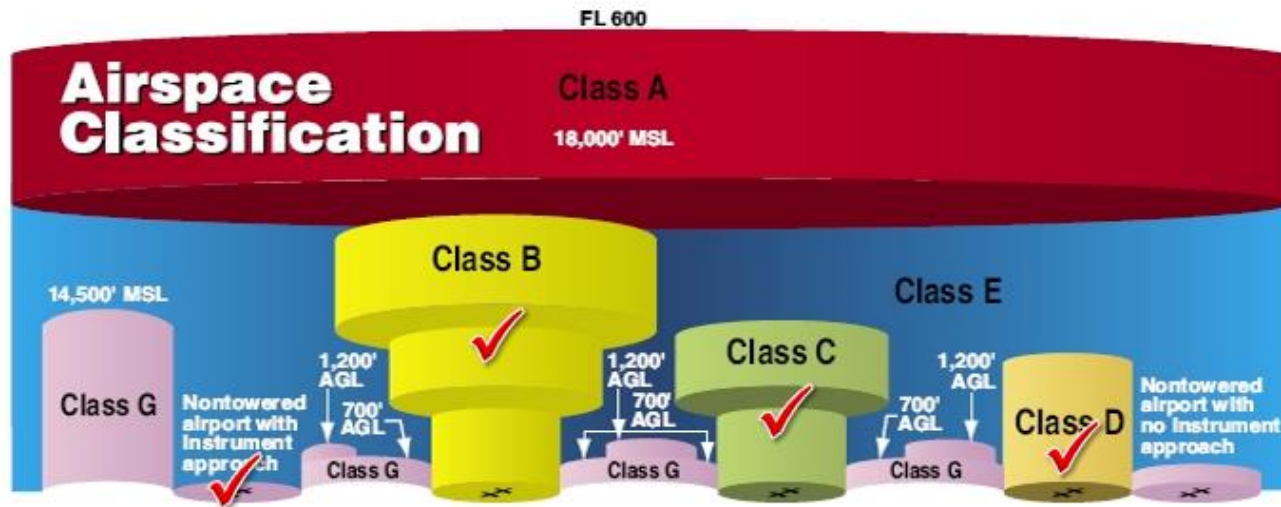 FL 600
Airspace
Classification
Class A
18,000' MSL
Class B
14,500' MSL
Class E
Class C
1,200'
AGL
1,200'
AGL
1,200'
AGL
Class G
Nontowered
airport with
Instrument
approach
700'
AGL
Class G
700'
AGL
Class G
700'
AGL
Class G
Class D
Nontowered
airport with
no Instrument
approach